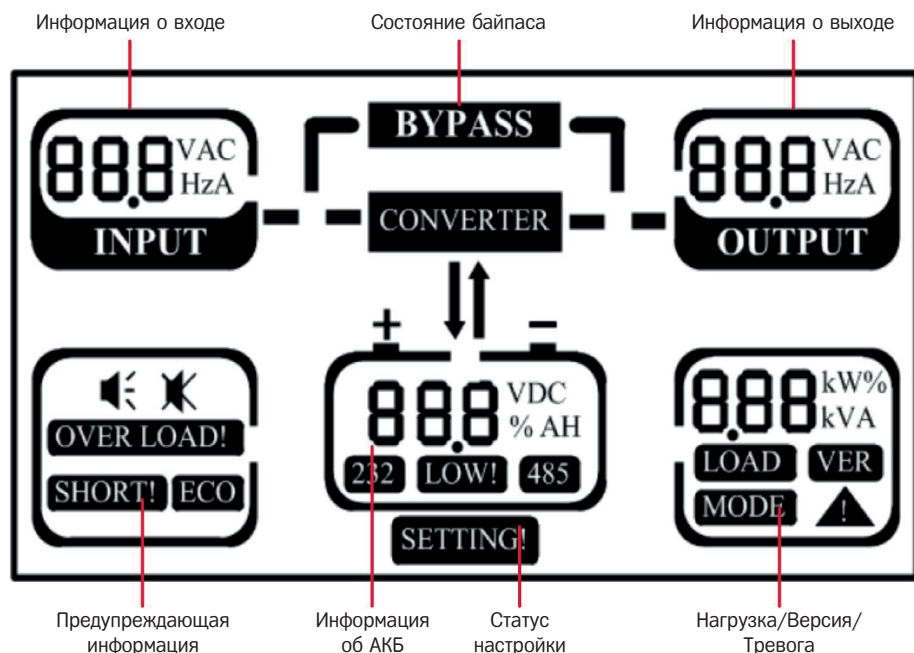 Информация о входе
Состояние байпаса
Информация о выходе
88.8 VAC
HzA
INPUT
BYPASS
CONVERTER
88.8 VAC
HzA
OUTPUT
OVER LOAD!
SHORT! ECO
+ −
88.8 VDC
% AH
232 LOW! 485
SETTING!
8.88 kW%
kVA
LOAD VER
MODE !
Предупреждающая
информация
Информация
об АКБ
Статус
настройки
Нагрузка/Версия/
Тревога